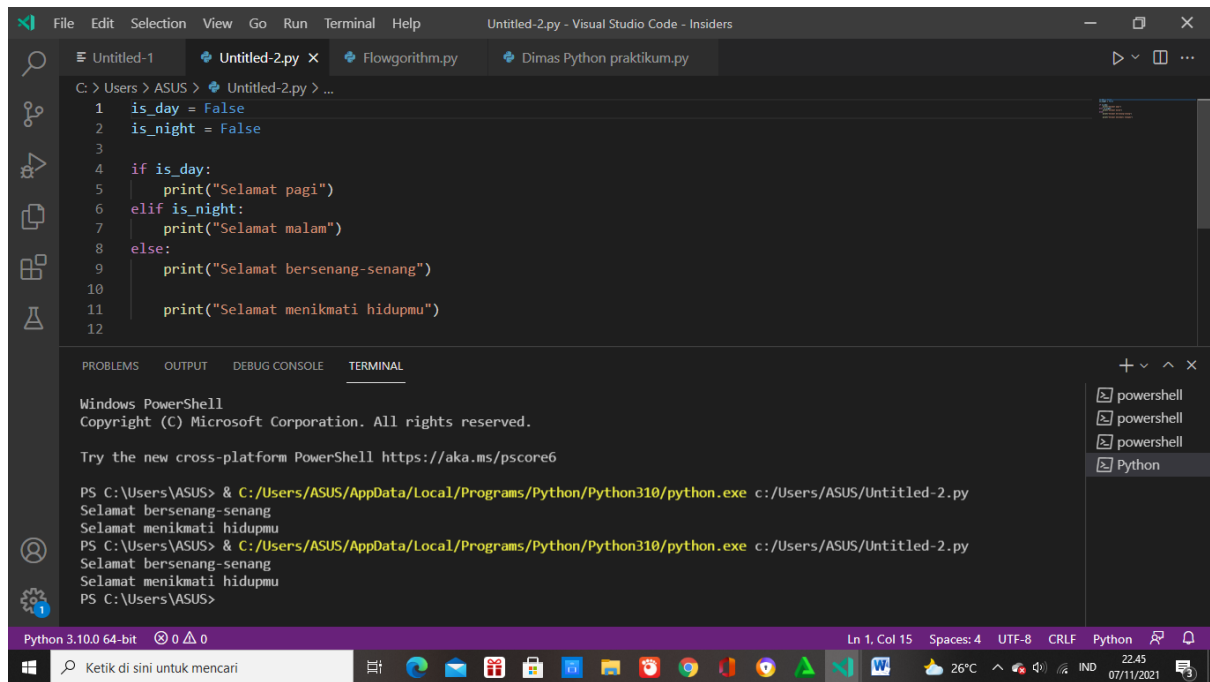 File Edit Selection View Go Run Terminal Help Untitled-2.py - Visual Studio Code - Insiders
Untitled-1 Untitled-2.py Flowgorithm.py Dimas Python praktikum.py
C: > Users > ASUS > Untitled-2.py > ...
1 is_day = False
2 is_night = False
3
4 if is_day:
5 print("Selamat pagi")
6 elif is_night:
7 print("Selamat malam")
8 else:
9 print("Selamat bersenang-senang")
10
11 print("Selamat menikmati hidupmu")
12
PROBLEMS OUTPUT DEBUG CONSOLE TERMINAL
Windows PowerShell
Copyright (C) Microsoft Corporation. All rights reserved.
Try the new cross-platform PowerShell https://aka.ms/pscore6
PS C:\Users\ASUS> & C:/Users/ASUS/AppData/Local/Programs/Python/Python310/python.exe c:/Users/ASUS/Untitled-2.py
Selamat bersenang-senang
Selamat menikmati hidupmu
PS C:\Users\ASUS> & C:/Users/ASUS/AppData/Local/Programs/Python/Python310/python.exe c:/Users/ASUS/Untitled-2.py
Selamat bersenang-senang
Selamat menikmati hidupmu
PS C:\Users\ASUS>
powershell
powershell
powershell
Python
1
Python 3.10.0 64-bit 0 0 Ln 1, Col 15 Spaces: 4 UTF-8 CRLF Python
Ketik di sini untuk mencari 26°C IND 22.45
07/11/2021 3